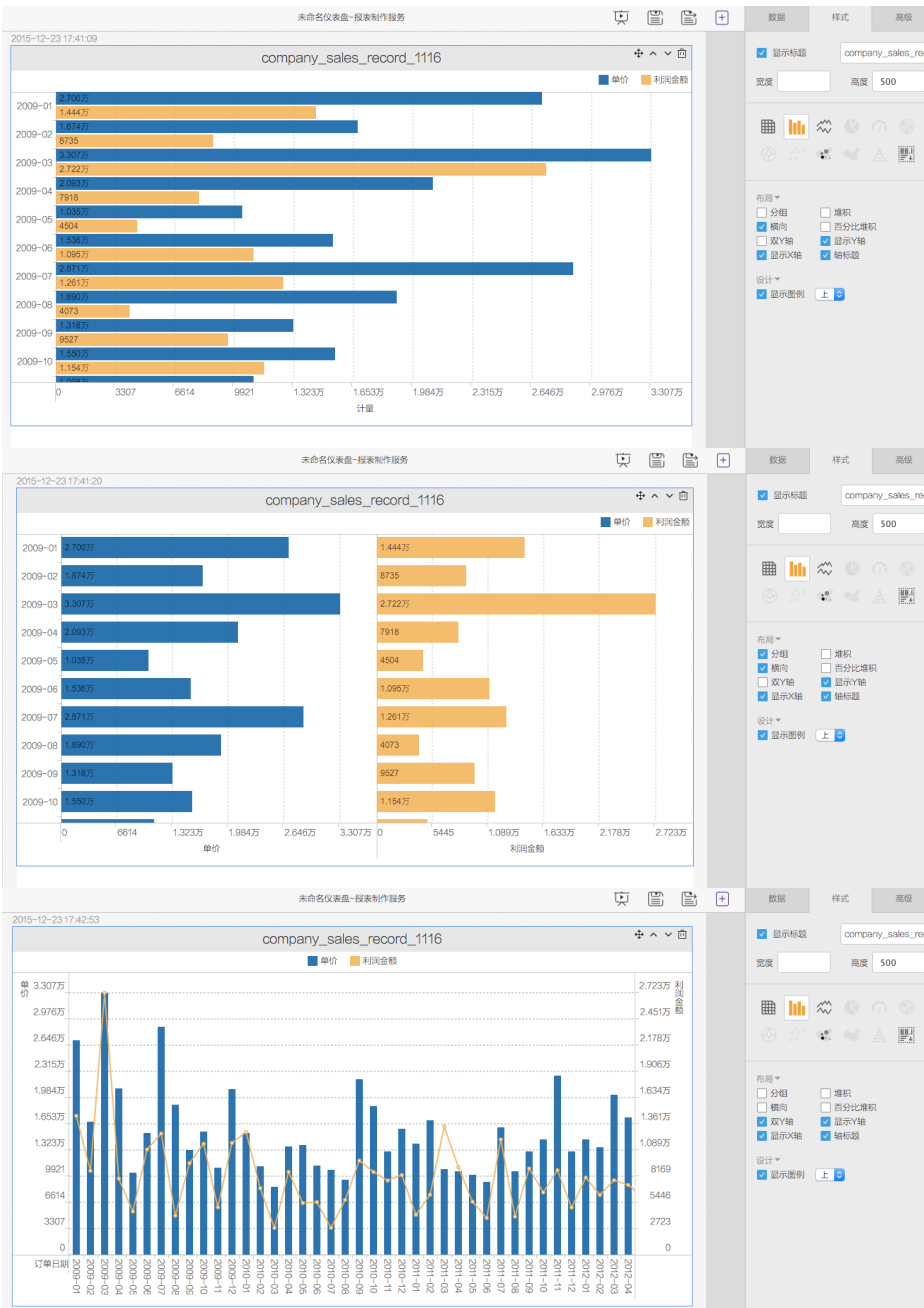 未命名仪表盘-报表制作服务
数据 样式 高级
2015-12-23 17:41:09
company_sales_record_1116
单价 利润金额
显示标题 company_sales_re
宽度 高度 500
2009-01 2.700万
1.444万
2009-02 1.674万
8735
2009-03 3.307万
2.722万
2009-04 2.093万
7918
2009-05 1.035万
4504
2009-06 1.536万
1.095万
2009-07 2.871万
1.261万
2009-08 1.890万
4073
2009-09 1.318万
9527
2009-10 1.550万
1.154万
1.098万
0 3307 6614 9921 1.323万 1.653万 1.984万 2.315万 2.646万 2.976万 3.307万
计量
布局
分组 堆积
横向 百分比堆积
双Y轴 显示Y轴
显示X轴 轴标题
设计
显示图例 上
未命名仪表盘-报表制作服务
数据 样式 高级
2015-12-23 17:41:20
company_sales_record_1116
单价 利润金额
显示标题 company_sales_re
宽度 高度 500
2009-01 2.700万 1.444万
2009-02 1.674万 8735
2009-03 3.307万 2.722万
2009-04 2.093万 7918
2009-05 1.035万 4504
2009-06 1.536万 1.095万
2009-07 2.871万 1.261万
2009-08 1.890万 4073
2009-09 1.318万 9527
2009-10 1.550万 1.154万
0 6614 1.323万 1.984万 2.646万 3.307万 0 5445 1.089万 1.633万 2.178万 2.723万
单价 利润金额
布局
分组 堆积
横向 百分比堆积
双Y轴 显示Y轴
显示X轴 轴标题
设计
显示图例 上
未命名仪表盘-报表制作服务
数据 样式 高级
2015-12-23 17:42:53
company_sales_record_1116
单价 利润金额
显示标题 company_sales_re
宽度 高度 500
单价 利润金额
3.307万 2.723万
2.976万 2.451万
2.646万 2.178万
2.315万 1.906万
1.984万 1.634万
1.653万 1.361万
1.323万 1.089万
9921 8169
6614 5446
3307 2723
0 0
订单日期 2009-01 2009-02 2009-03 2009-04 2009-05 2009-06 2009-07 2009-08 2009-09 2009-10 2009-11 2009-12 2010-01 2010-02 2010-03 2010-04 2010-05 2010-06 2010-07 2010-08 2010-09 2010-10 2010-11 2010-12 2011-01 2011-02 2011-03 2011-04 2011-05 2011-06 2011-07 2011-08 2011-09 2011-10 2011-11 2011-12 2012-01 2012-02 2012-03 2012-04
布局
分组 堆积
横向 百分比堆积
双Y轴 显示Y轴
显示X轴 轴标题
设计
显示图例 上